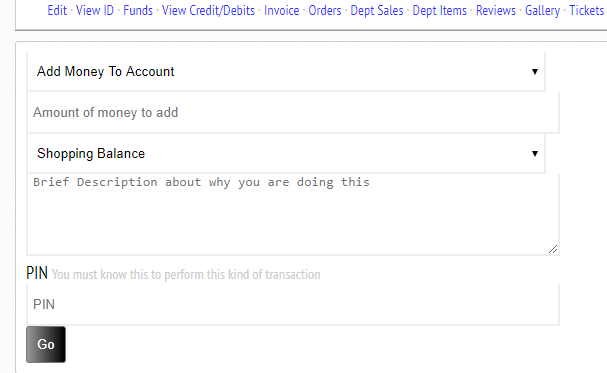 Edit · View ID · Funds · View Credit/Debits · Invoice · Orders · Dept Sales · Dept Items · Reviews · Gallery · Tickets
Add Money To Account
Amount of money to add
Shopping Balance
Brief Description about why you are doing this
PIN You must know this to perform this kind of transaction
PIN
Go